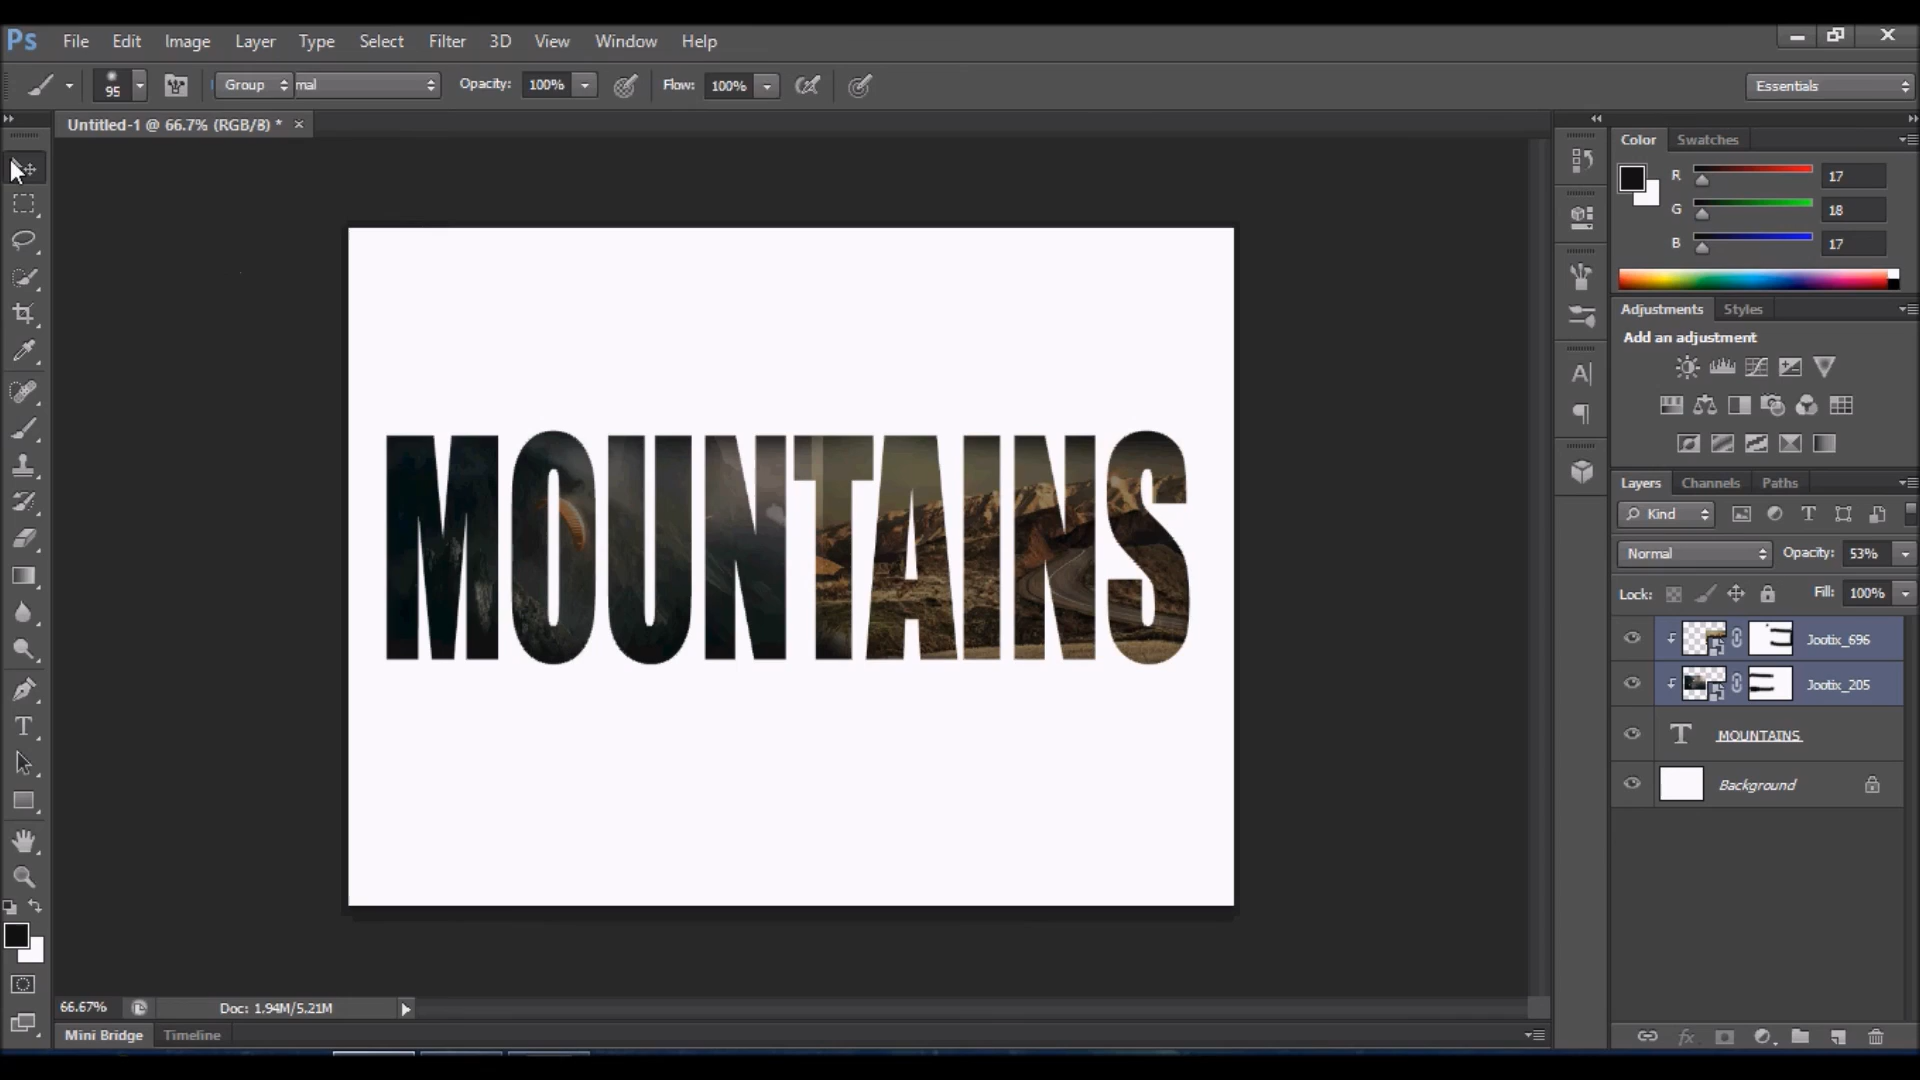 Ps File Edit Image Layer Type Select Filter 3D View Window Help
95 Group mal Opacity: 100% Flow: 100% Essentials
Untitled-1 @ 66.7% (RGB/8) * ×
Color Swatches
R 17
G 18
B 17
Adjustments Styles
Add an adjustment
MOUNTAINS
Layers Channels Paths
Kind
Normal Opacity: 53%
Lock: Fill: 100%
Jootix_696
Jootix_205
MOUNTAINS
Background
66.67% Doc: 1.94M/5.21M
Mini Bridge Timeline